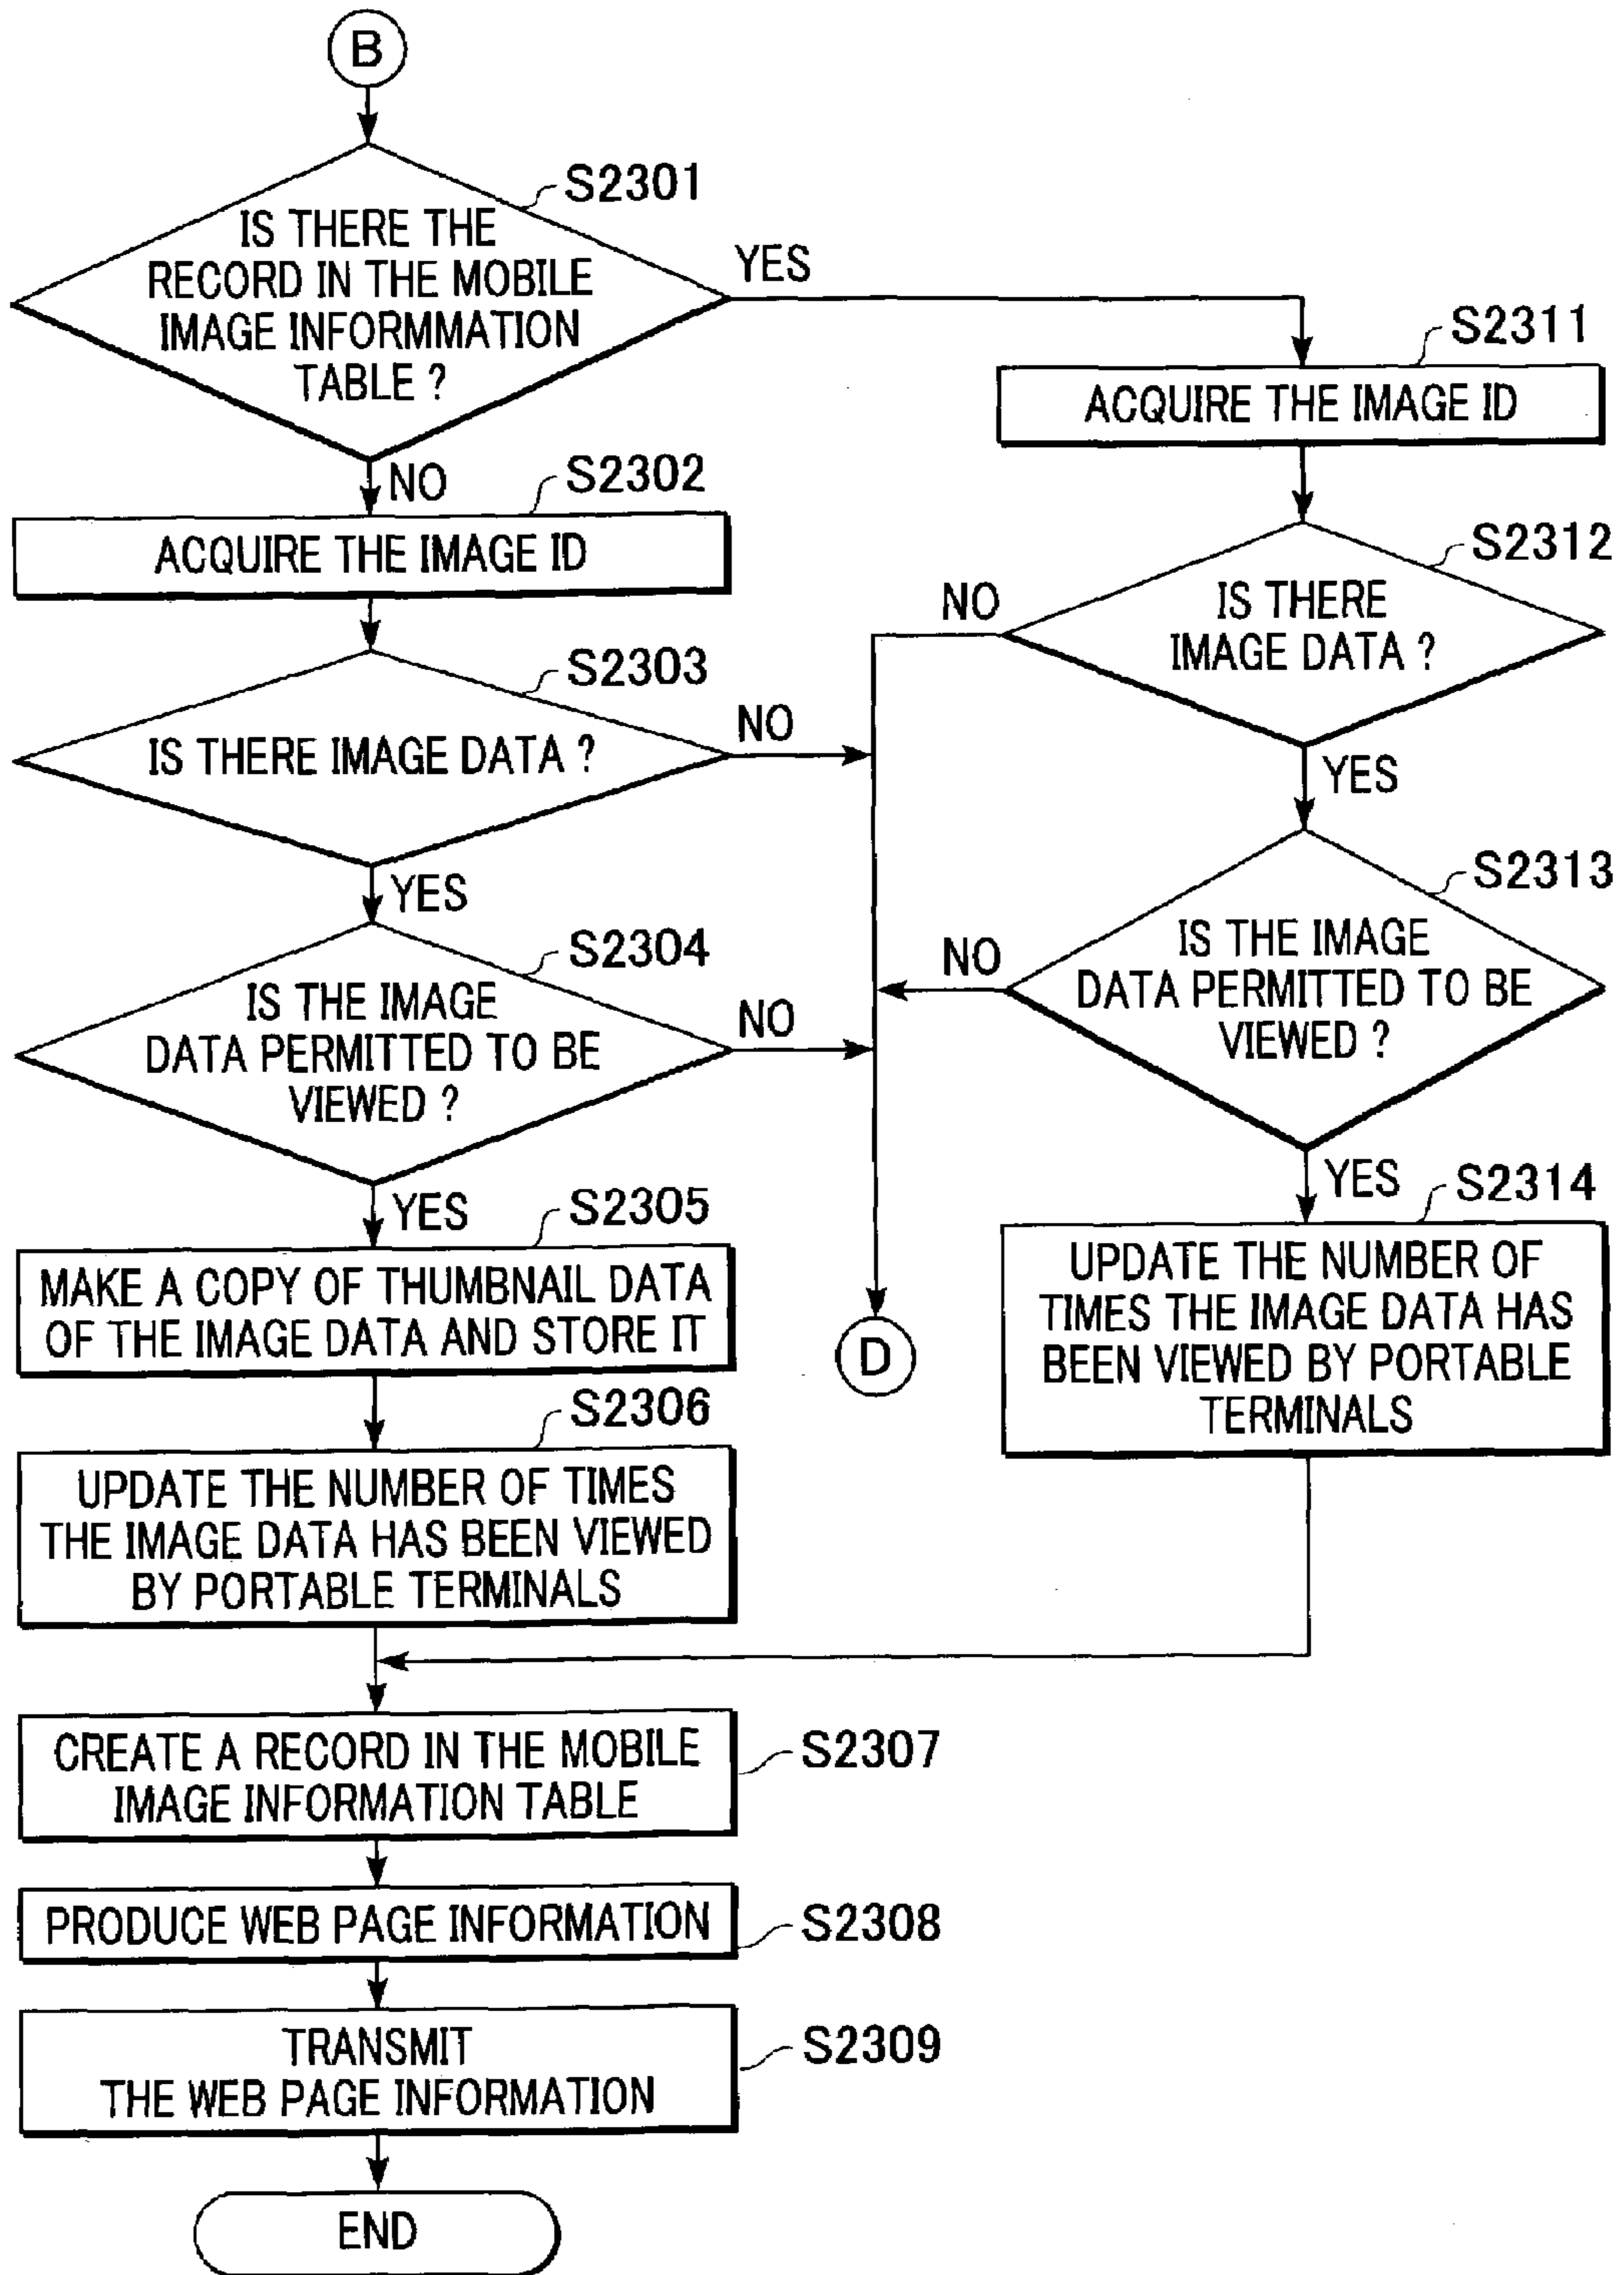 B
S2301
IS THERE THE
RECORD IN THE MOBILE
IMAGE INFORMMATION
TABLE ?
YES
NO
S2302
ACQUIRE THE IMAGE ID
S2303
IS THERE IMAGE DATA ?
NO
YES
S2304
IS THE IMAGE
DATA PERMITTED TO BE
VIEWED ?
NO
YES
S2305
MAKE A COPY OF THUMBNAIL DATA
OF THE IMAGE DATA AND STORE IT
S2306
UPDATE THE NUMBER OF TIMES
THE IMAGE DATA HAS BEEN VIEWED
BY PORTABLE TERMINALS
S2311
ACQUIRE THE IMAGE ID
S2312
IS THERE
IMAGE DATA ?
NO
YES
S2313
IS THE IMAGE
DATA PERMITTED TO BE
VIEWED ?
NO
YES
S2314
UPDATE THE NUMBER OF
TIMES THE IMAGE DATA HAS
BEEN VIEWED BY PORTABLE
TERMINALS
D
CREATE A RECORD IN THE MOBILE
IMAGE INFORMATION TABLE
S2307
PRODUCE WEB PAGE INFORMATION
S2308
TRANSMIT
THE WEB PAGE INFORMATION
S2309
END